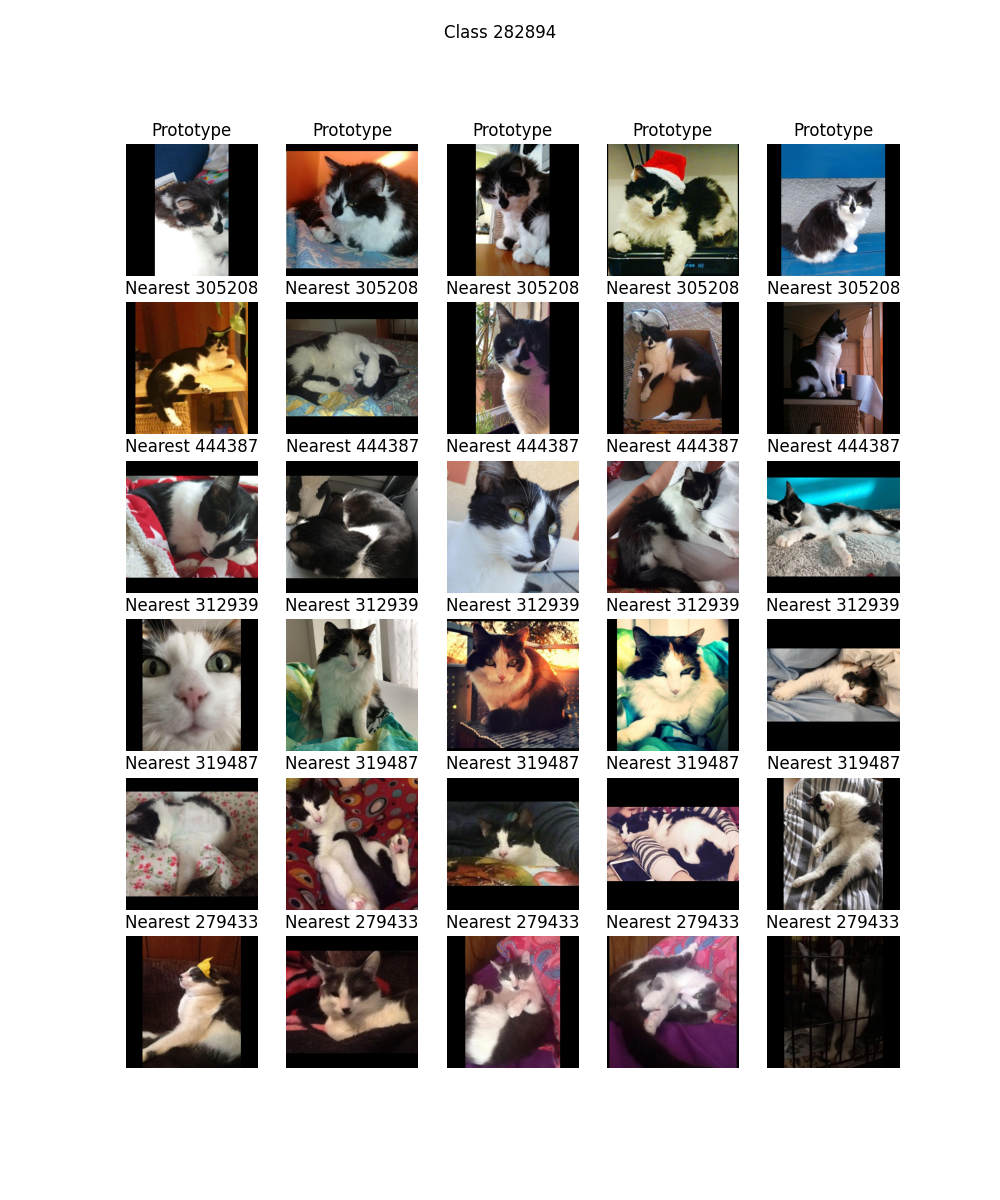 Class 282894
Prototype Prototype Prototype Prototype Prototype
Nearest 305208 Nearest 305208 Nearest 305208 Nearest 305208 Nearest 305208
Nearest 444387 Nearest 444387 Nearest 444387 Nearest 444387 Nearest 444387
Nearest 312939 Nearest 312939 Nearest 312939 Nearest 312939 Nearest 312939
Nearest 319487 Nearest 319487 Nearest 319487 Nearest 319487 Nearest 319487
Nearest 279433 Nearest 279433 Nearest 279433 Nearest 279433 Nearest 279433